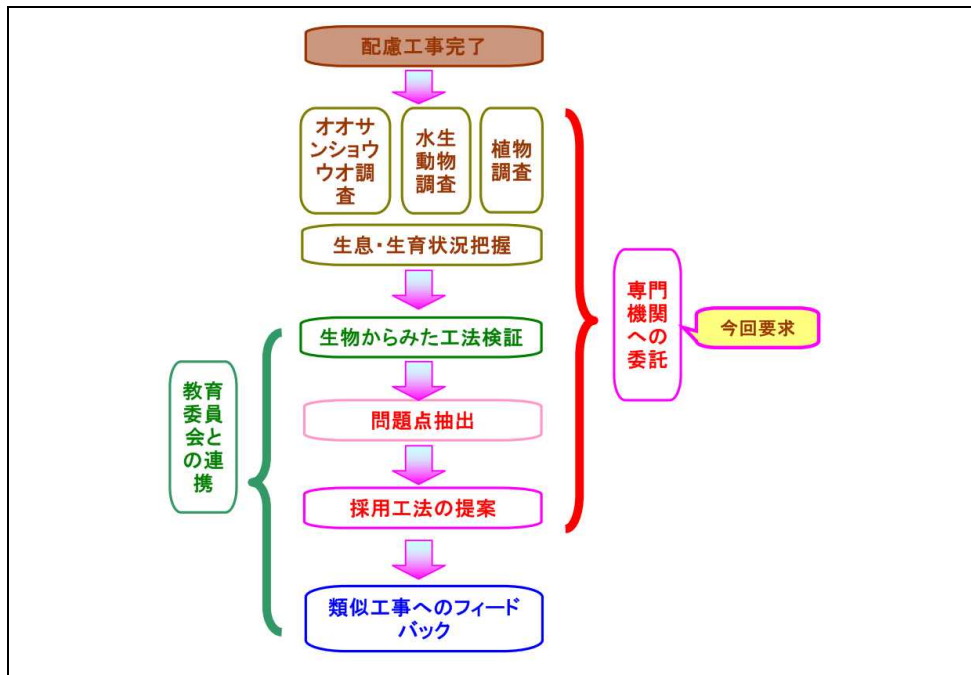 配慮工事完了
オオサ
ンショウ
ウオ調
査
水生
動物
調査
植物
調査
生息・生育状況把握
生物からみた工法検証
問題点抽出
採用工法の提案
類似工事へのフィード
バック
教育
委員
会と
の連
携
専門
機関
への
委託
今回要求